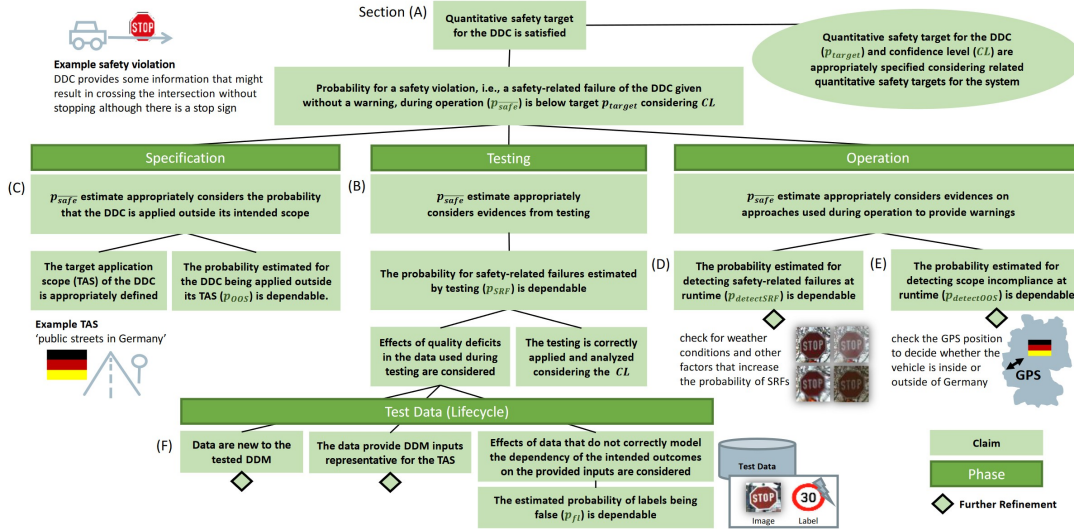 Section (A)
Quantitative safety target
for the DDC is satisfied
Quantitative safety target for the DDC
(p_target) and confidence level (CL) are
appropriately specified considering related
quantitative safety targets for the system
STOP
Example safety violation
DDC provides some information that might
result in crossing the intersection without
stopping although there is a stop sign
Probability for a safety violation, i.e., a safety-related failure of the DDC given
without a warning, during operation (p_s̅a̅f̅e̅) is below target p_target considering CL
Specification
Testing
Operation
(C)
p_s̅a̅f̅e̅ estimate appropriately considers the probability
that the DDC is applied outside its intended scope
(B)
p_s̅a̅f̅e̅ estimate appropriately
considers evidences from testing
p_s̅a̅f̅e̅ estimate appropriately considers evidences on
approaches used during operation to provide warnings
The target application
scope (TAS) of the DDC
is appropriately defined
The probability estimated for
the DDC being applied outside
its TAS (p_OOS) is dependable.
The probability for safety-related failures estimated
by testing (p_SRF) is dependable
(D)
The probability estimated for
detecting safety-related failures at
runtime (p_detectSRF) is dependable
(E)
The probability estimated for
detecting scope incompliance at
runtime (p_detectOOS) is dependable
Example TAS
'public streets in Germany'
Effects of quality deficits
in the data used during
testing are considered
The testing is correctly
applied and analyzed
considering the CL
check for weather
conditions and other
factors that increase
the probability of SRFs
STOP
STOP
STOP
STOP
check the GPS position
to decide whether the
vehicle is inside or
outside of Germany
GPS
Test Data (Lifecycle)
(F)
Data are new to the
tested DDM
The data provide DDM inputs
representative for the TAS
Effects of data that do not correctly model
the dependency of the intended outcomes
on the provided inputs are considered
The estimated probability of labels being
false (p_fl) is dependable
Test Data
STOP
30
Image
Label
Claim
Phase
Further Refinement